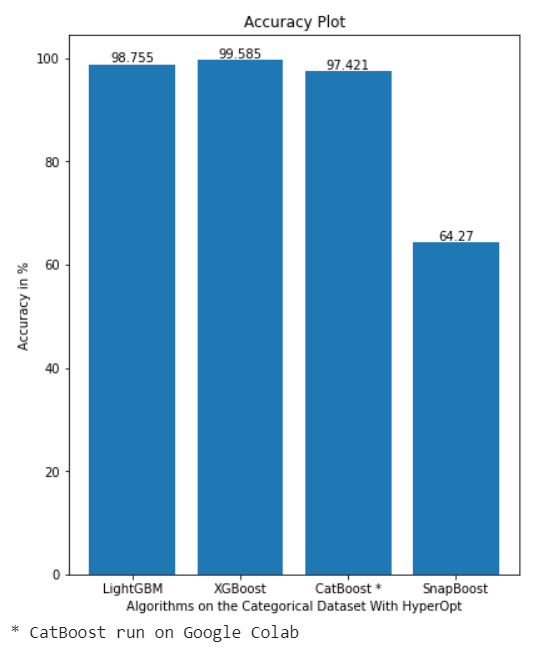 Accuracy Plot
98.755
99.585
97.421
64.27
100
80
60
40
20
0
Accuracy in %
LightGBM XGBoost CatBoost * SnapBoost
Algorithms on the Categorical Dataset With HyperOpt
* CatBoost run on Google Colab